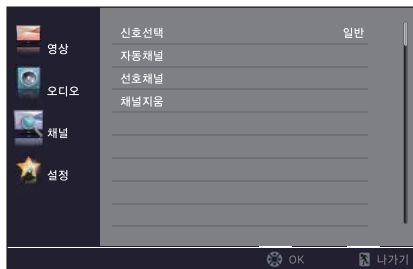 영상
오디오
채널
설정
신호선택 일반
자동채널
선호채널
채널지움
OK 나가기